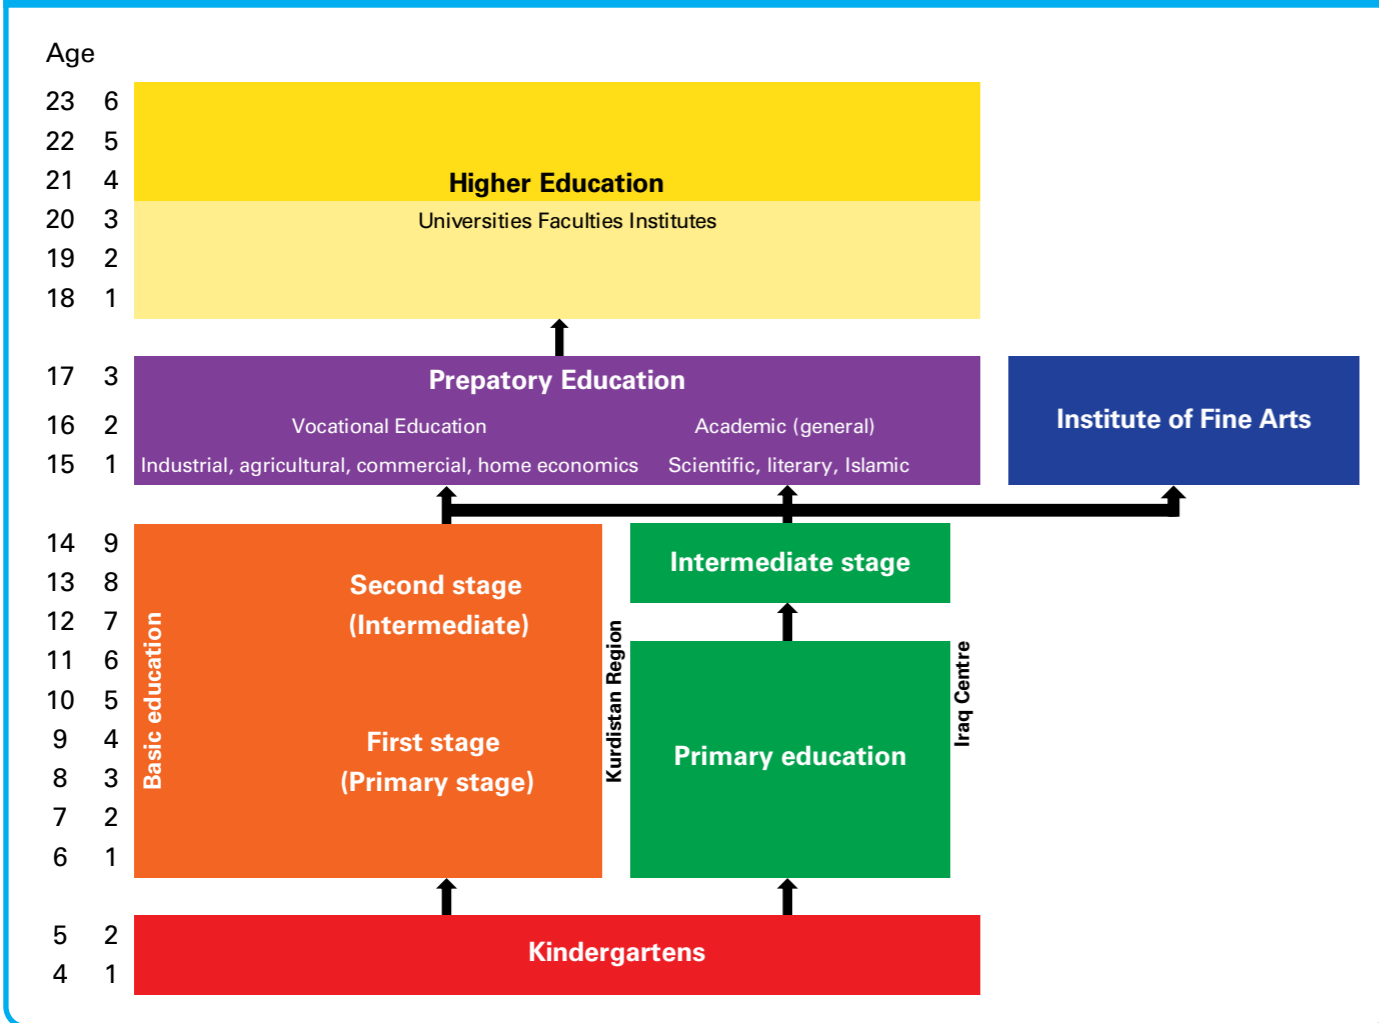 Age
23 6
22 5
21 4
Higher Education
20 3
Universities Faculties Institutes
19 2
18 1
17 3
Prepatory Education
16 2
Vocational Education
Academic (general)
15 1
Industrial, agricultural, commercial, home economics
Scientific, literary, Islamic
Institute of Fine Arts
14 9
13 8
12 7
11 6
10 5
9 4
8 3
7 2
6 1
Basic education
Second stage
(Intermediate)
First stage
(Primary stage)
Kurdistan Region
Intermediate stage
Primary education
Iraq Centre
5 2
4 1
Kindergartens